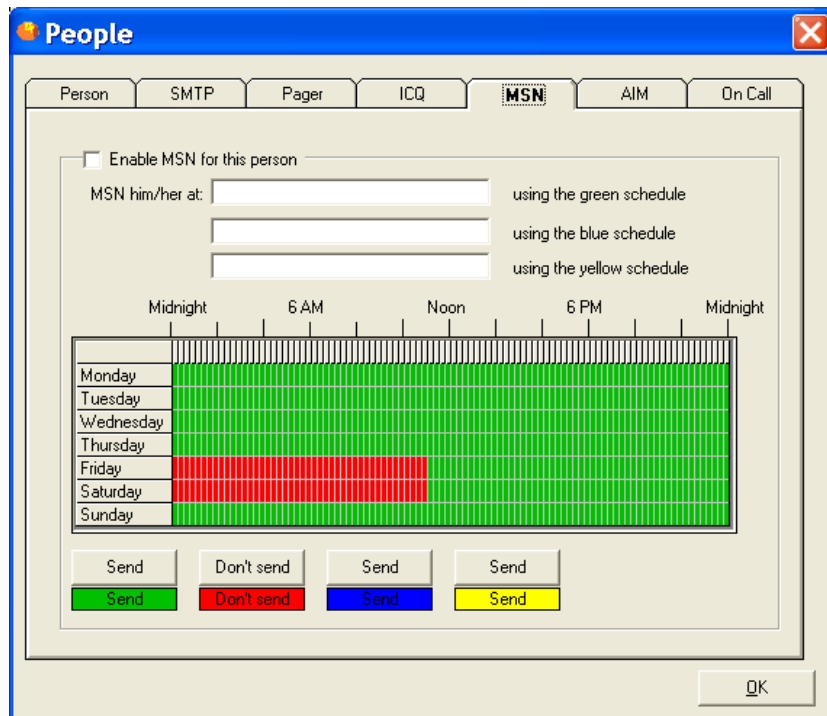 People
Person SMTP Pager ICQ MSN AIM On Call
Enable MSN for this person
MSN him/her at: using the green schedule
using the blue schedule
using the yellow schedule
Midnight 6 AM Noon 6 PM Midnight
Monday
Tuesday
Wednesday
Thursday
Friday
Saturday
Sunday
Send Don't send Send Send
Send Don't send Send Send
OK